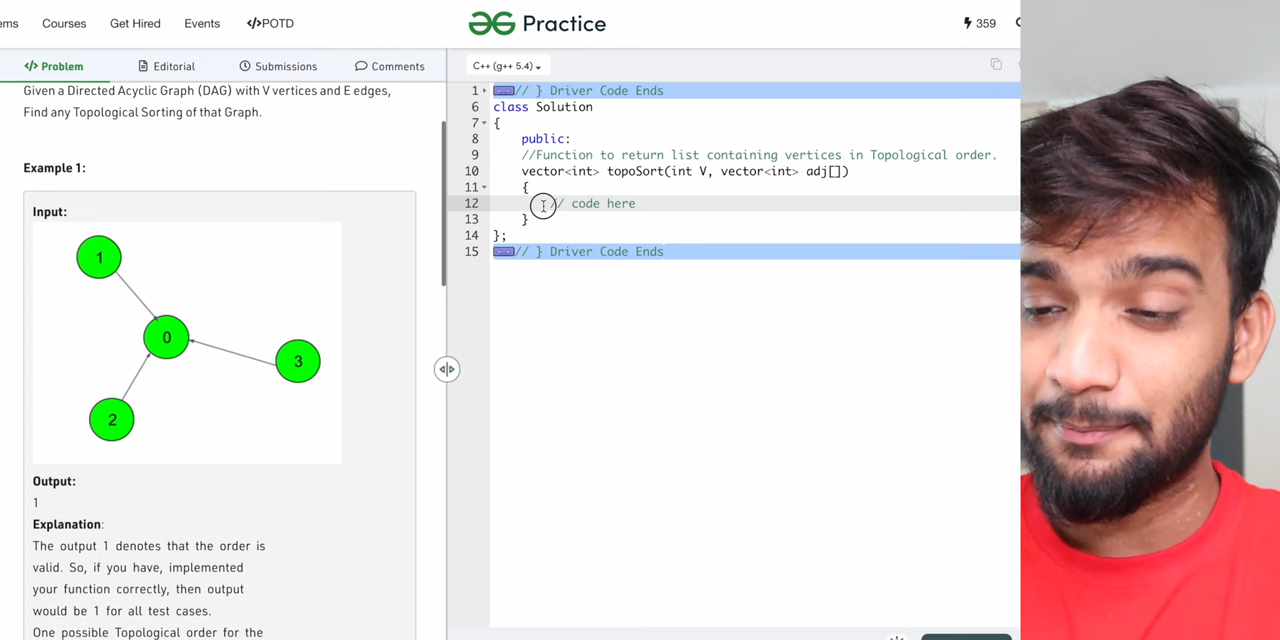 ems Courses Get Hired Events </>POTD
Practice
359
</> Problem Editorial Submissions Comments
Given a Directed Acyclic Graph (DAG) with V vertices and E edges,
Find any Topological Sorting of that Graph.
Example 1:
Input:
1
0
3
2
Output:
1
Explanation:
The output 1 denotes that the order is
valid. So, if you have, implemented
your function correctly, then output
would be 1 for all test cases.
One possible Topological order for the
C++ (g++ 5.4)
1 // } Driver Code Ends
6 class Solution
7 {
8 public:
9 //Function to return list containing vertices in Topological order.
10 vector<int> topoSort(int V, vector<int> adj[])
11 {
12 // code here
13 }
14 };
15 // } Driver Code Ends